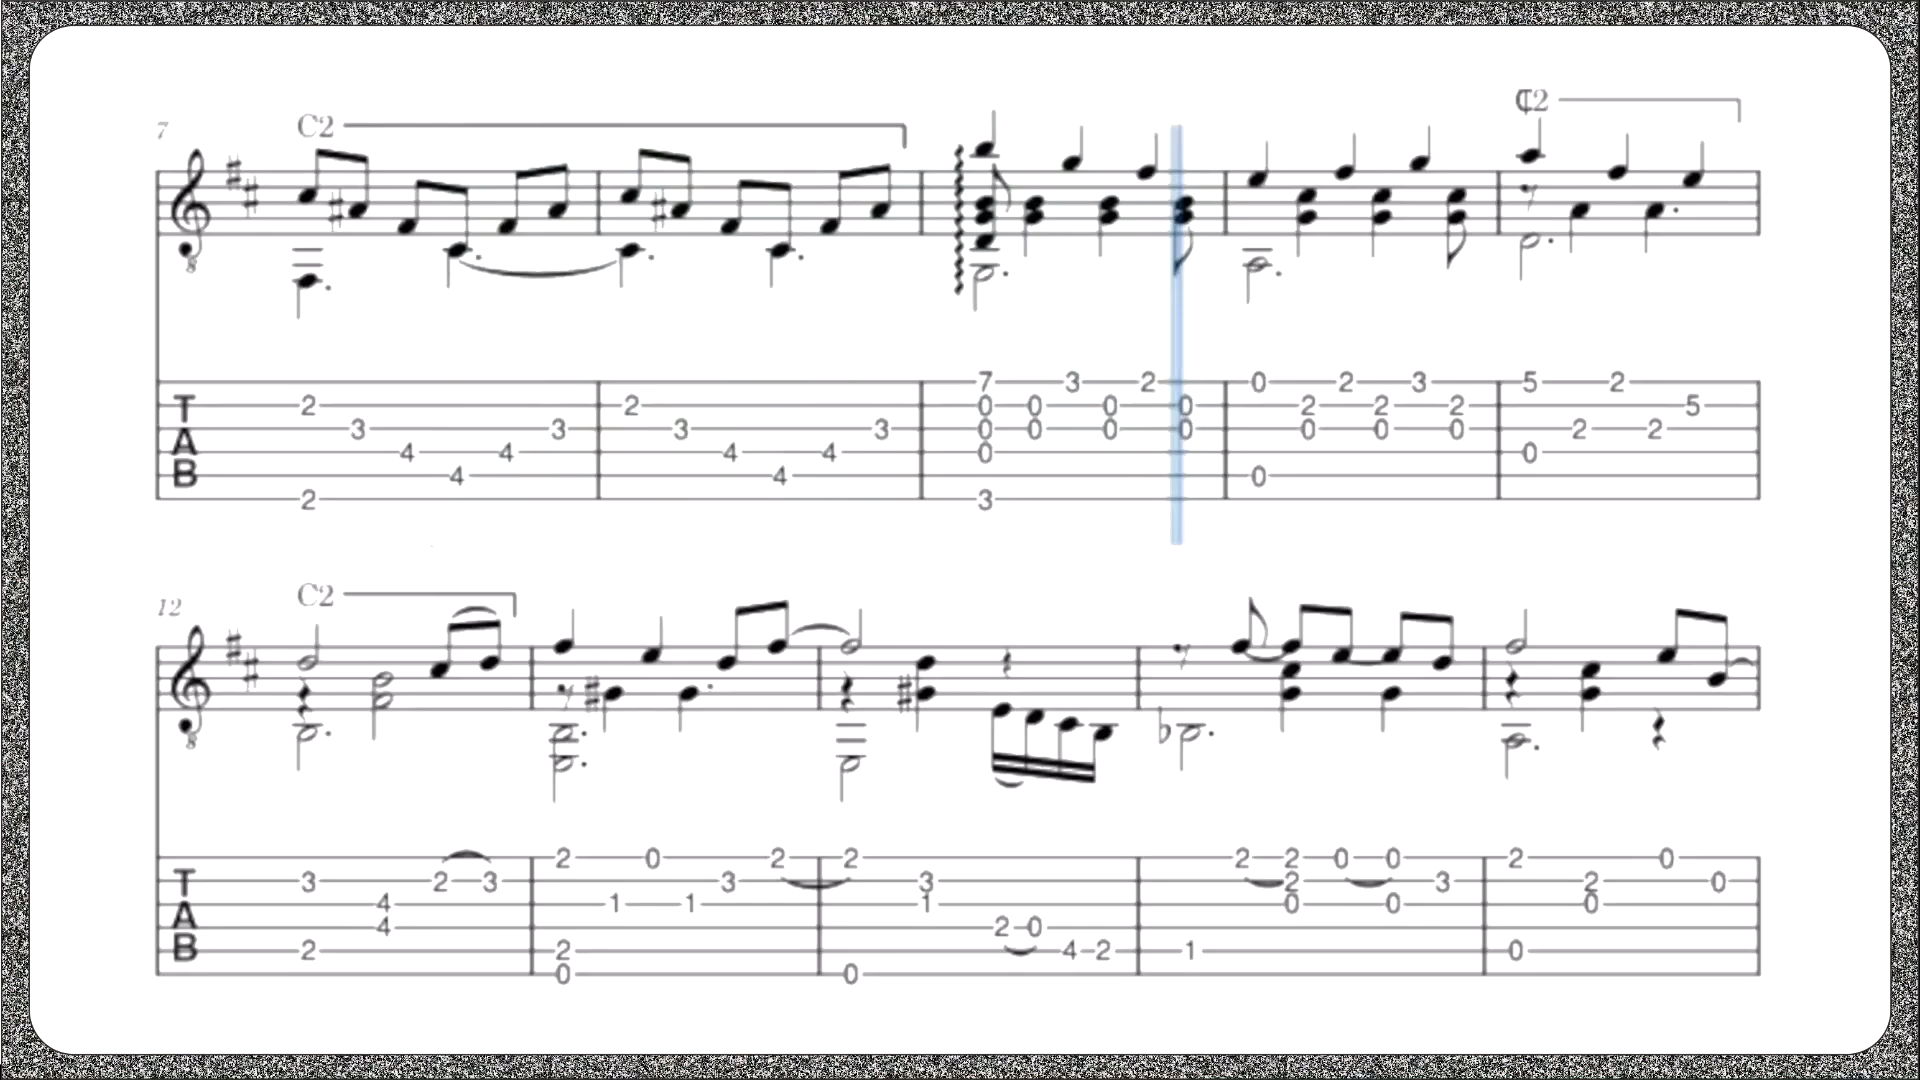 ₵2
7 C2
8
7 3 2 0 2 3 5 2
T 2 2 0 0 0 0 2 2 2 5
A 3 3 3 3 0 0 0 0 0 0 0 2 2
4 4 4 4 0 0
B 4 4 0
2 3
12 C2
8
2 0 2 2 2 2 0 0 2 0
T 3 2 3 3 3 2 3 2 0
A 4 1 1 1 0 0 0
4 2 0
B 2 2 4 2 1 0
0 0